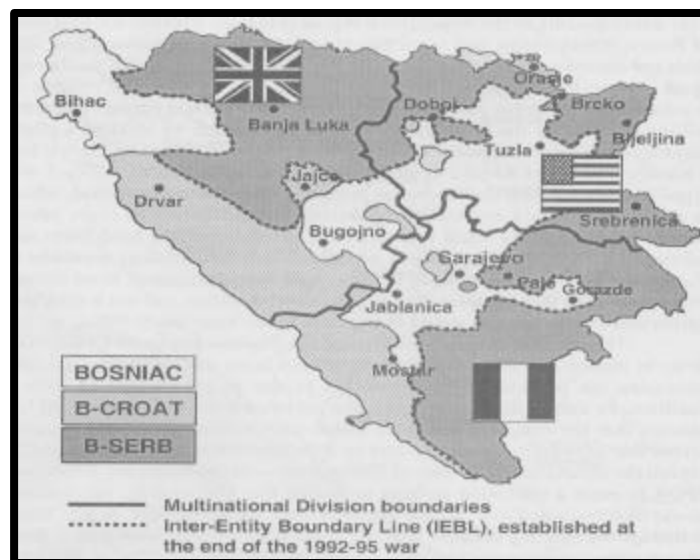 Orasje
Bihac
Doboj
Brcko
Banja Luka
Tuzla
Bijeljina
Jajce
Drvar
Srebrenica
Bugojno
Sarajevo
Pale
Gorazde
Jablanica
Mostar
BOSNIAC
B-CROAT
B-SERB
Multinational Division boundaries
Inter-Entity Boundary Line (IEBL), established at
the end of the 1992-95 war